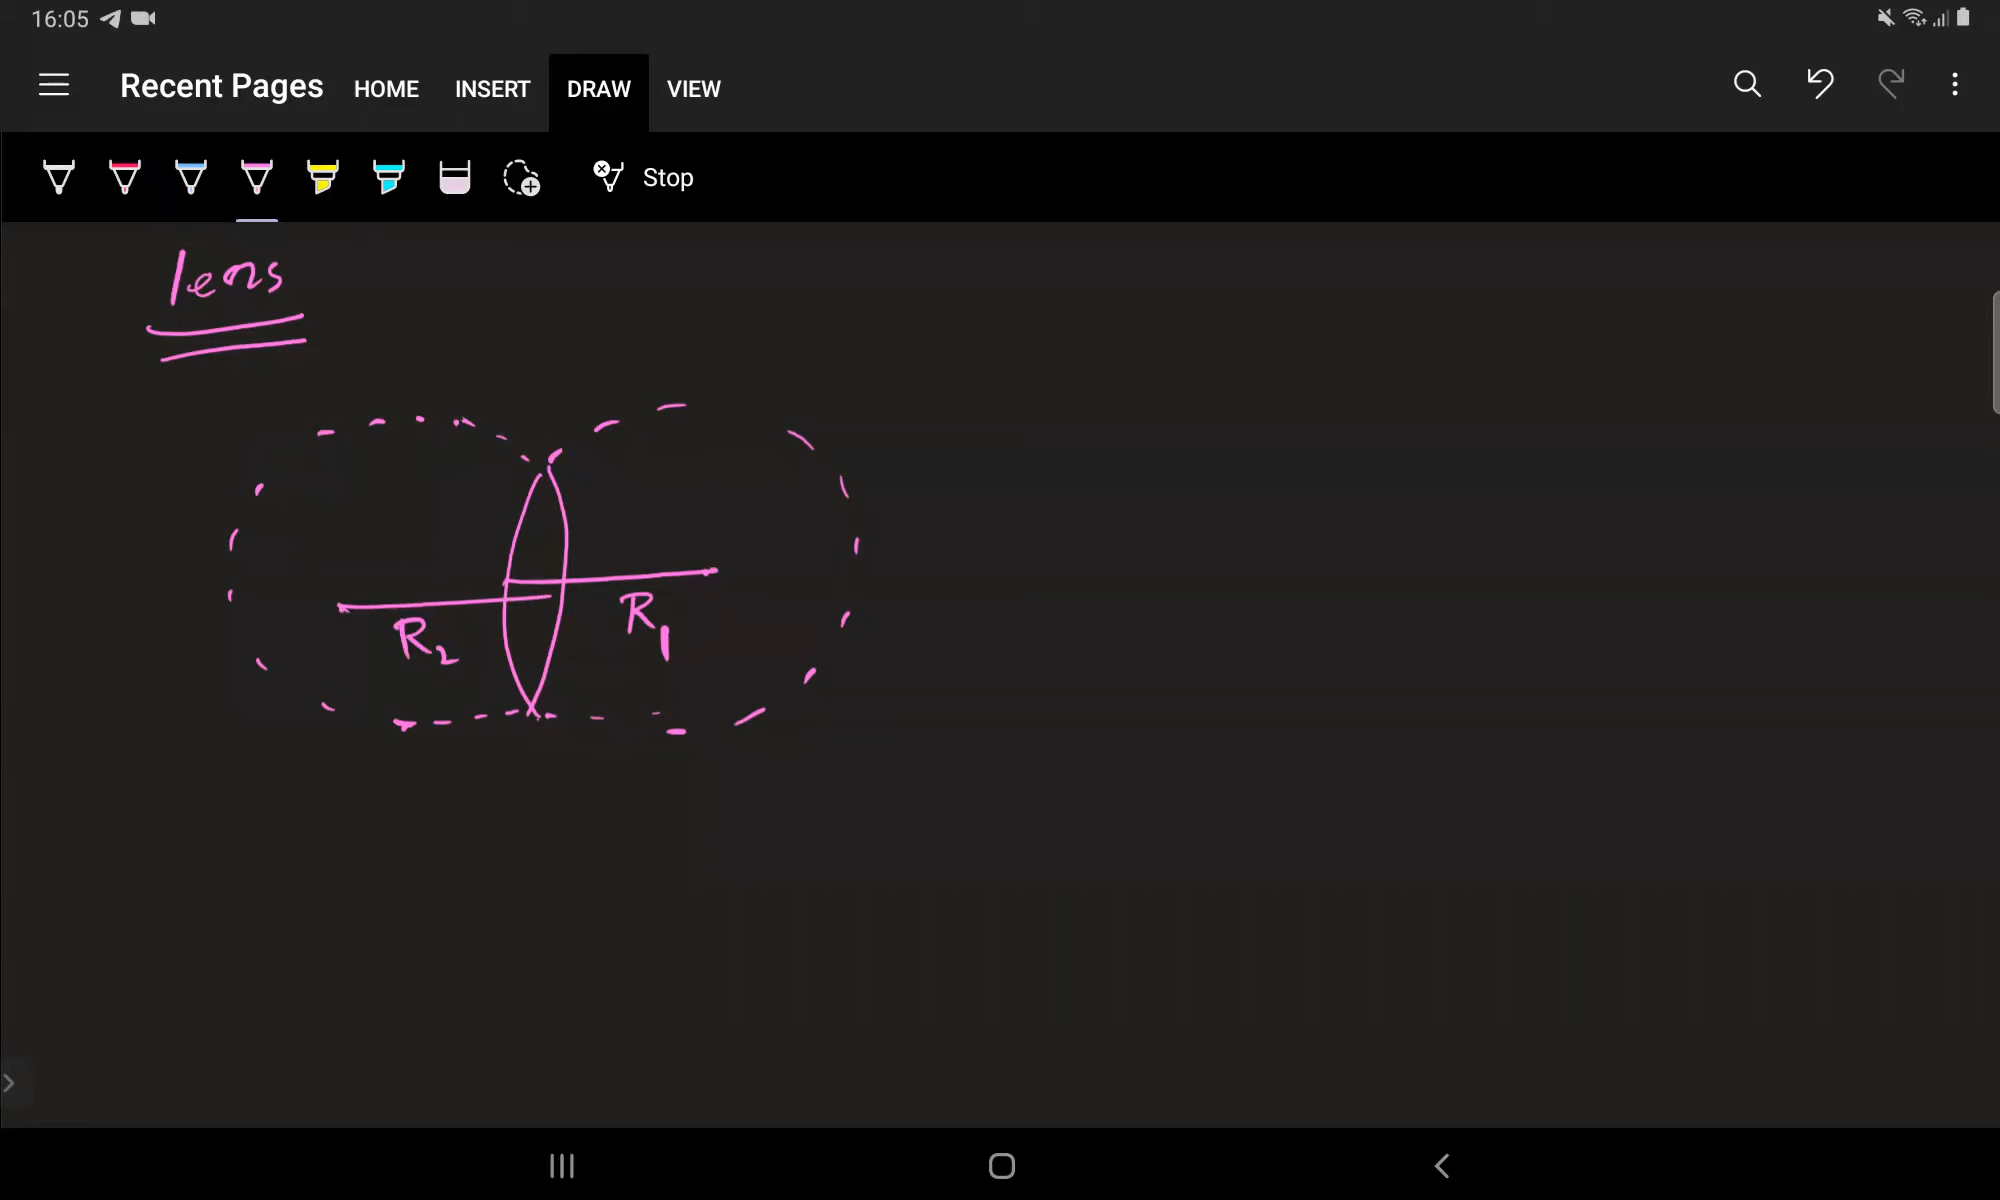 16:05
Recent Pages HOME INSERT DRAW VIEW
Stop
lens
R₂ R₁